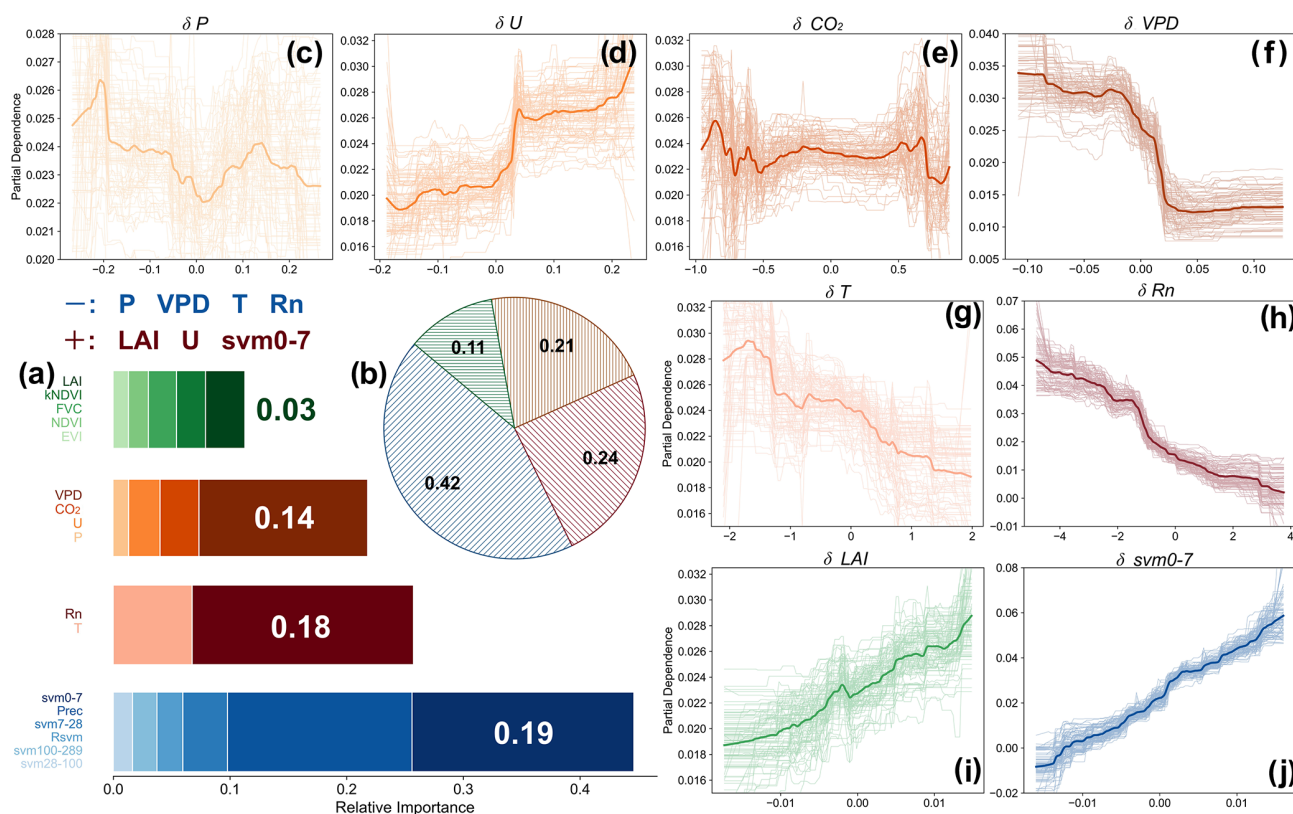 δ P
δ U
δ CO₂
δ VPD
(c)
(d)
(e)
(f)
Partial Dependence
0.028
0.027
0.026
0.025
0.024
0.023
0.022
0.021
0.020
−0.2 −0.1 0.0 0.1 0.2
0.032
0.030
0.028
0.026
0.024
0.022
0.020
0.018
0.016
−0.2 −0.1 0.0 0.1 0.2
0.032
0.030
0.028
0.026
0.024
0.022
0.020
0.018
0.016
−1.0 −0.5 0.0 0.5
0.040
0.035
0.030
0.025
0.020
0.015
0.010
0.005
−0.10 −0.05 0.00 0.05 0.10
−: P VPD T Rn
+: LAI U svm0-7
(a)
LAI
kNDVI
FVC
NDVI
EVI
0.03
VPD
CO₂
U
P
0.14
Rn
T
0.18
svm0-7
Prec
svm7-28
Rsvm
svm100-289
svm28-100
0.19
0.0 0.1 0.2 0.3 0.4
Relative Importance
(b)
0.11
0.21
0.24
0.42
δ T
(g)
Partial Dependence
0.032
0.028
0.026
0.024
0.022
0.020
0.018
0.016
−2 −1 0 1 2
δ Rn
(h)
0.07
0.06
0.05
0.04
0.03
0.02
0.01
0.00
−0.01
−4 −2 0 2 4
δ LAI
(i)
Partial Dependence
0.032
0.030
0.028
0.026
0.024
0.022
0.020
0.018
0.016
−0.01 0.00 0.01
δ svm0-7
(j)
0.08
0.06
0.04
0.02
0.00
−0.02
−0.01 0.00 0.01